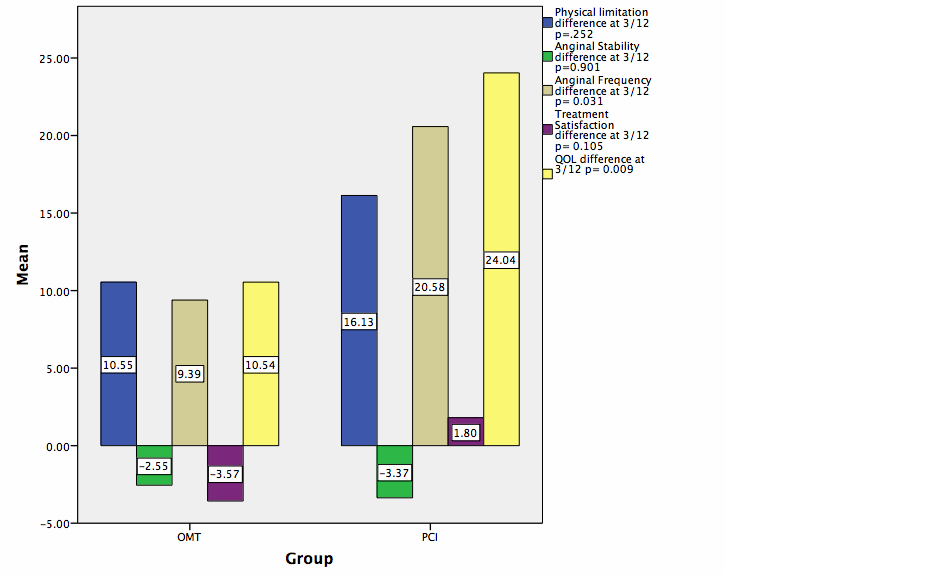 Physical limitation
difference at 3/12
p=.252
Anginal Stability
difference at 3/12
p=0.901
Anginal Frequency
difference at 3/12
p= 0.031
Treatment
Satisfaction
difference at 3/12
p= 0.105
QOL difference at
3/12 p= 0.009
Mean
25.00
20.00
15.00
10.00
5.00
0.00
−5.00
10.55
−2.55
9.39
−3.57
10.54
16.13
−3.37
20.58
1.80
24.04
OMT
PCI
Group